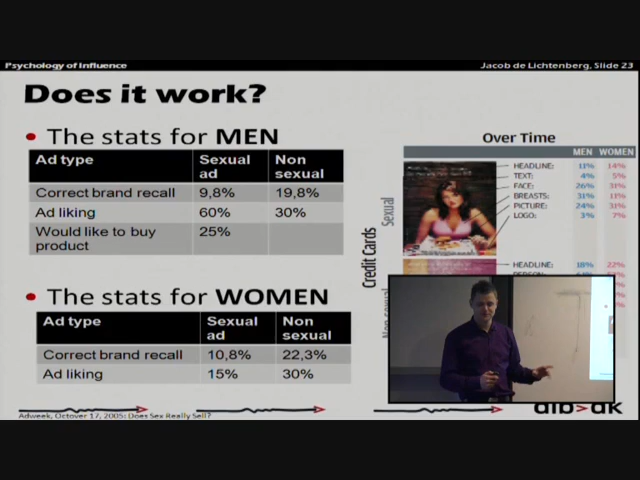 Psychology of Influence
Jacob de Lichtenberg, Slide 23
Does it work?
• The stats for MEN
Ad type Sexual ad Non sexual
Correct brand recall 9,8% 19,8%
Ad liking 60% 30%
Would like to buy product 25%
• The stats for WOMEN
Ad type Sexual ad Non sexual
Correct brand recall 10,8% 22,3%
Ad liking 15% 30%
Over Time
MEN WOMEN
Credit Cards
Sexual
HEADLINE: 11% 14%
TEXT: 4% 5%
FACE: 26% 31%
BREASTS: 31% 11%
PICTURE: 24% 31%
LOGO: 3% 7%
HEADLINE: 18% 22%
Adweek, Octover 17, 2005: Does Sex Really Sell?